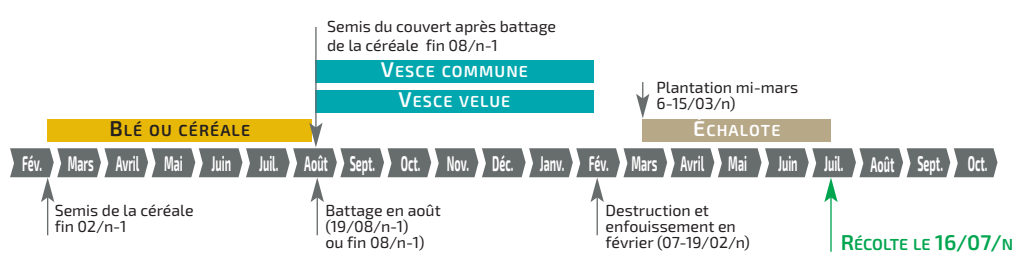 Semis du couvert après battage
de la céréale fin 08/n-1
VESCE COMMUNE
VESCE VELUE
Plantation mi-mars
6-15/03/n)
BLÉ OU CÉRÉALE
ÉCHALOTE
Fév. Mars Avril Mai Juin Juil. Août Sept. Oct. Nov. Déc. Janv. Fév. Mars Avril Mai Juin Juil. Août Sept. Oct.
Semis de la céréale
fin 02/n-1
Battage en août
(19/08/n-1)
ou fin 08/n-1)
Destruction et
enfouissement en
février (07-19/02/n)
RÉCOLTE LE 16/07/N